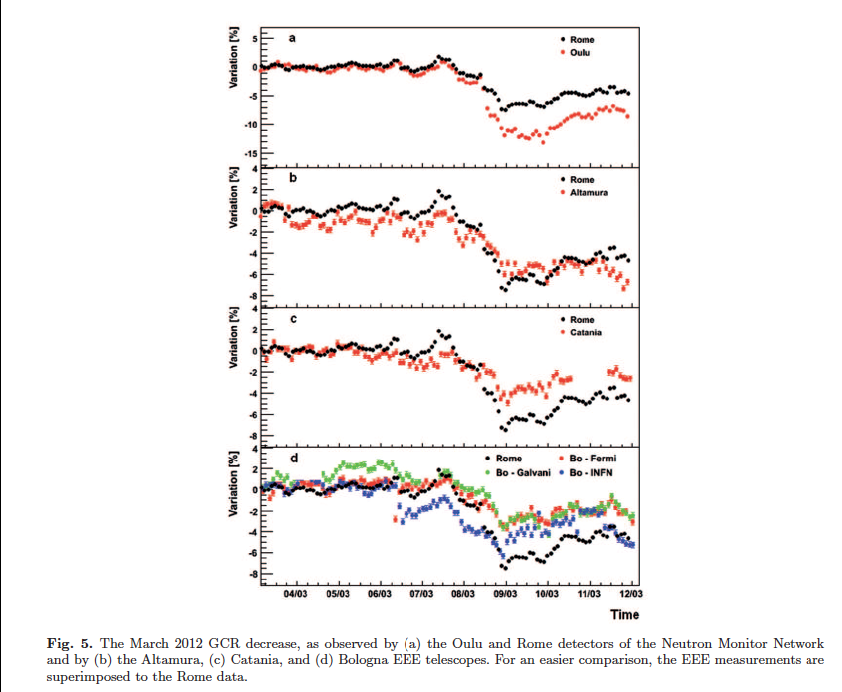 a
Rome
Oulu
Variation [%]
5
0
-5
-10
-15
b
Rome
Altamura
Variation [%]
4
2
0
-2
-4
-6
-8
c
Rome
Catania
Variation [%]
4
2
0
-2
-4
-6
-8
d
Rome
Bo - Fermi
Bo - Galvani
Bo - INFN
Variation [%]
4
2
0
-2
-4
-6
-8
04/03 05/03 06/03 07/03 08/03 09/03 10/03 11/03 12/03
Time
Fig. 5. The March 2012 GCR decrease, as observed by (a) the Oulu and Rome detectors of the Neutron Monitor Network
and by (b) the Altamura, (c) Catania, and (d) Bologna EEE telescopes. For an easier comparison, the EEE measurements are
superimposed to the Rome data.